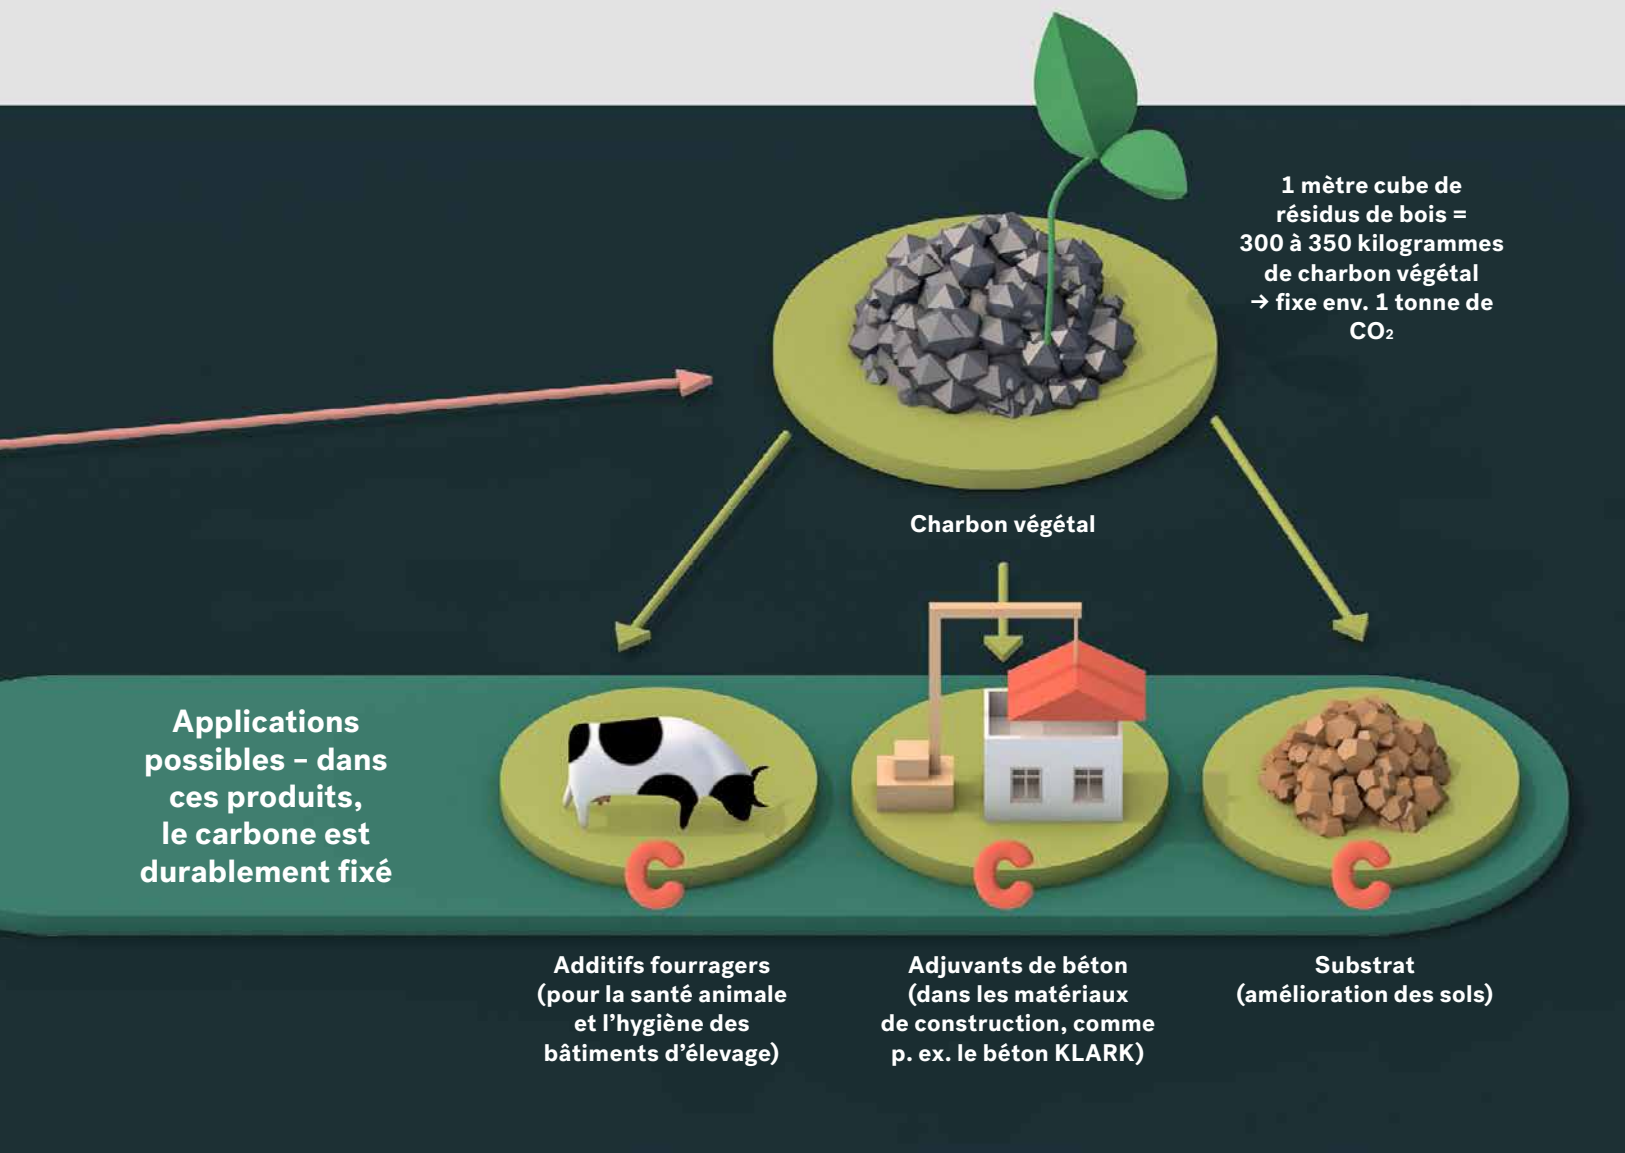 1 mètre cube de
résidus de bois =
300 à 350 kilogrammes
de charbon végétal
→ fixe env. 1 tonne de
CO₂
Charbon végétal
Applications
possibles – dans
ces produits,
le carbone est
durablement fixé
C
C
C
Additifs fourragers
(pour la santé animale
et l’hygiène des
bâtiments d’élevage)
Adjuvants de béton
(dans les matériaux
de construction, comme
p. ex. le béton KLARK)
Substrat
(amélioration des sols)